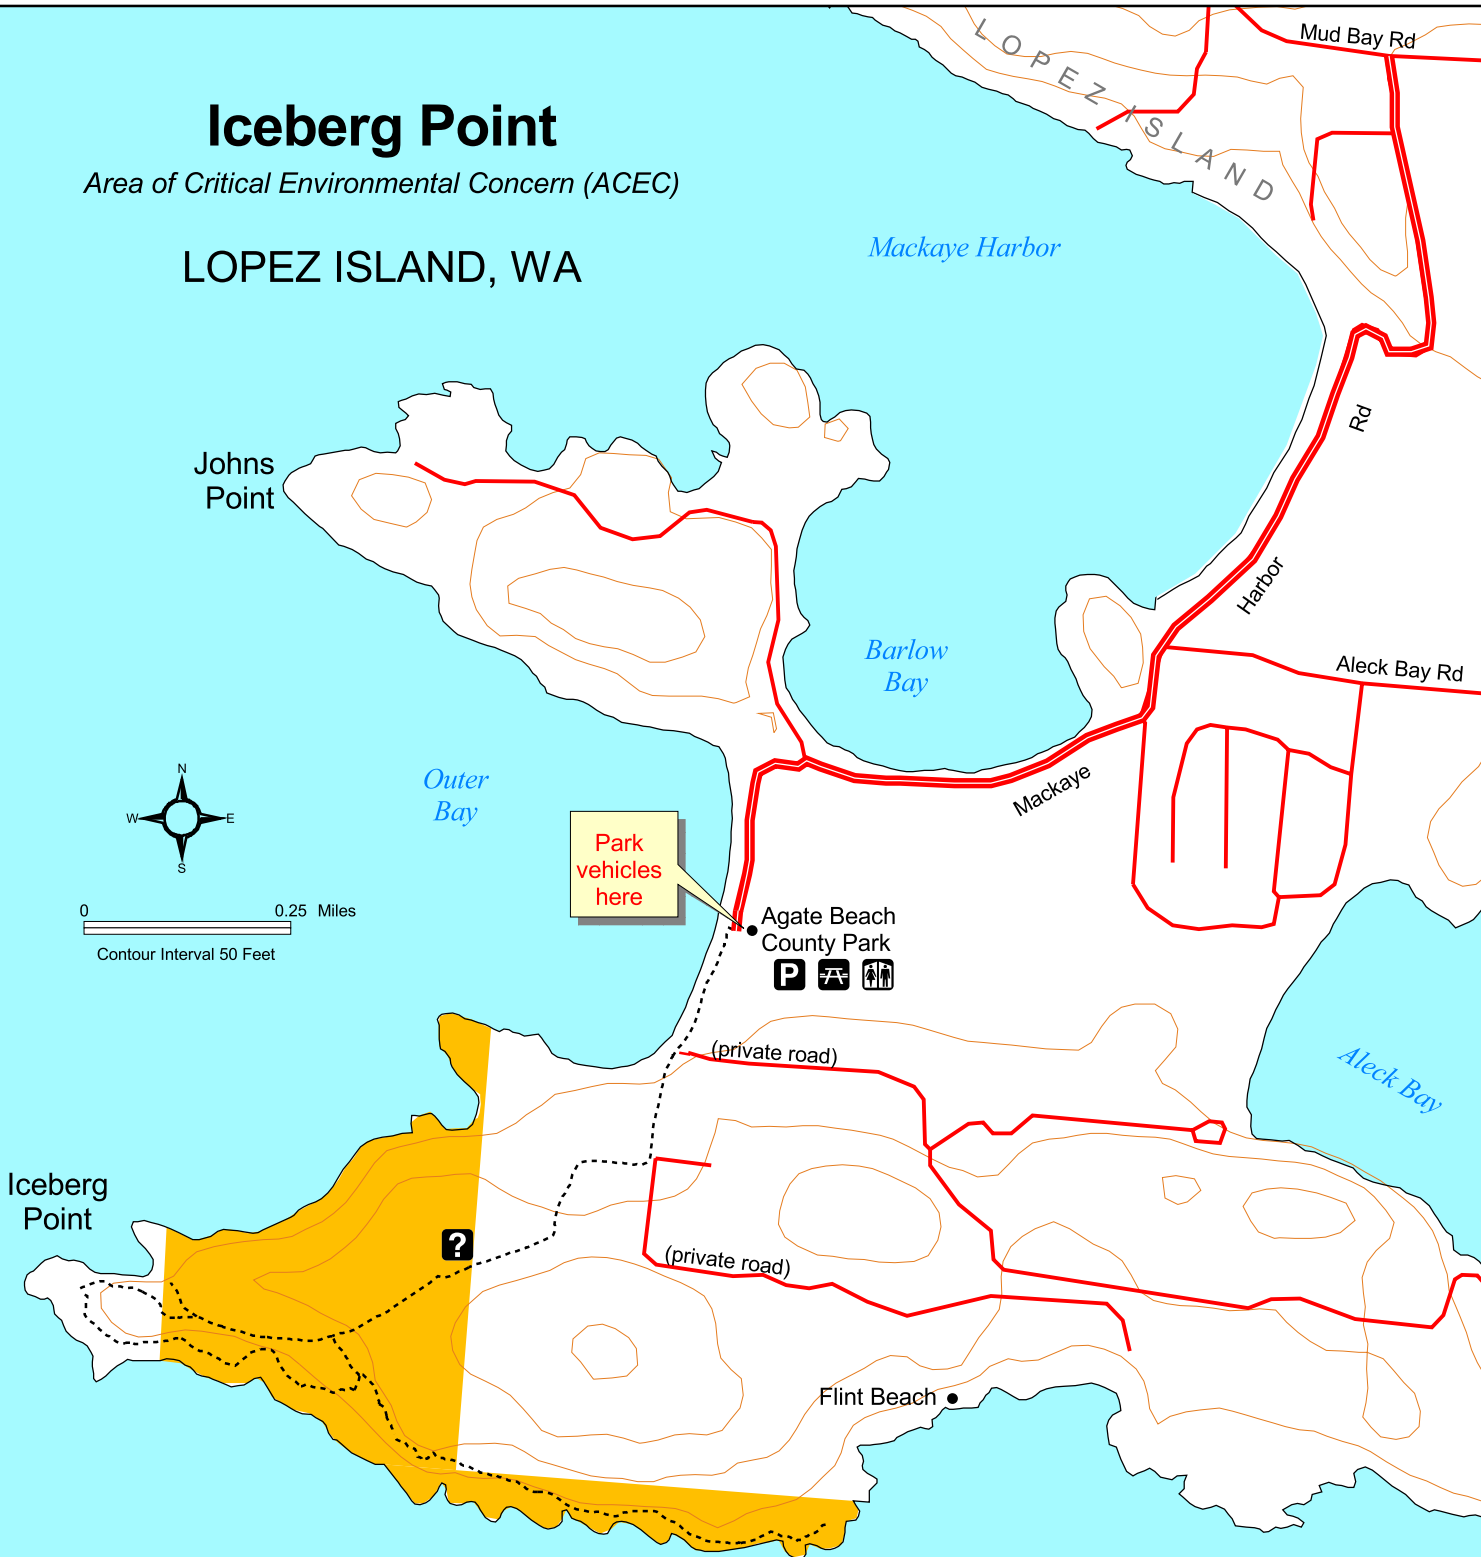 Iceberg Point
Area of Critical Environmental Concern (ACEC)
LOPEZ ISLAND, WA
LOPEZ ISLAND
Mud Bay Rd
Mackaye Harbor
Johns
Point
Rd
Harbor
Mackaye
Barlow
Bay
Aleck Bay Rd
Outer
Bay
N
W
E
S
0
0.25 Miles
Contour Interval 50 Feet
Park
vehicles
here
Agate Beach
County Park
P
(private road)
Aleck Bay
Iceberg
Point
?
(private road)
Flint Beach